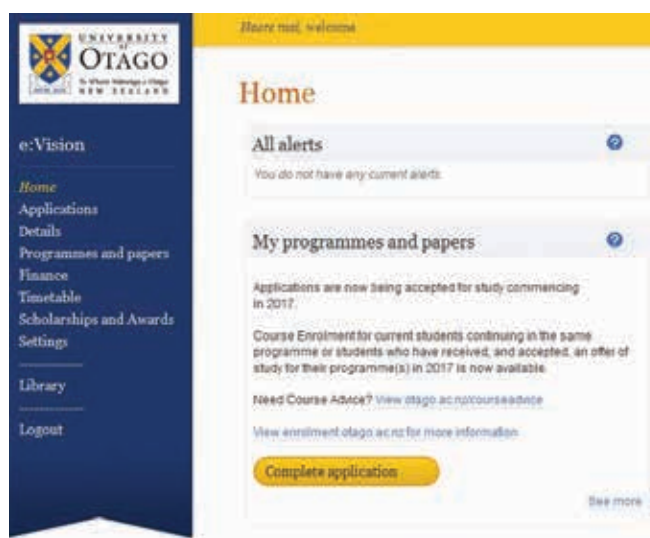 UNIVERSITY
of
OTAGO
Te Whare Wānanga o Otāgo
NEW ZEALAND
e:Vision
Home
Applications
Details
Programmes and papers
Finance
Timetable
Scholarships and Awards
Settings
Library
Logout
Haere mai, welcome
Home
All alerts
You do not have any current alerts.
My programmes and papers
Applications are now being accepted for study commencing
in 2017.
Course Enrolment for current students continuing in the same
programme or students who have received, and accepted, an offer of
study for their programme(s) in 2017 is now available.
Need Course Advice? View otago.ac.nz/courseadvice
View enrolment.otago.ac.nz for more information
Complete application
See more